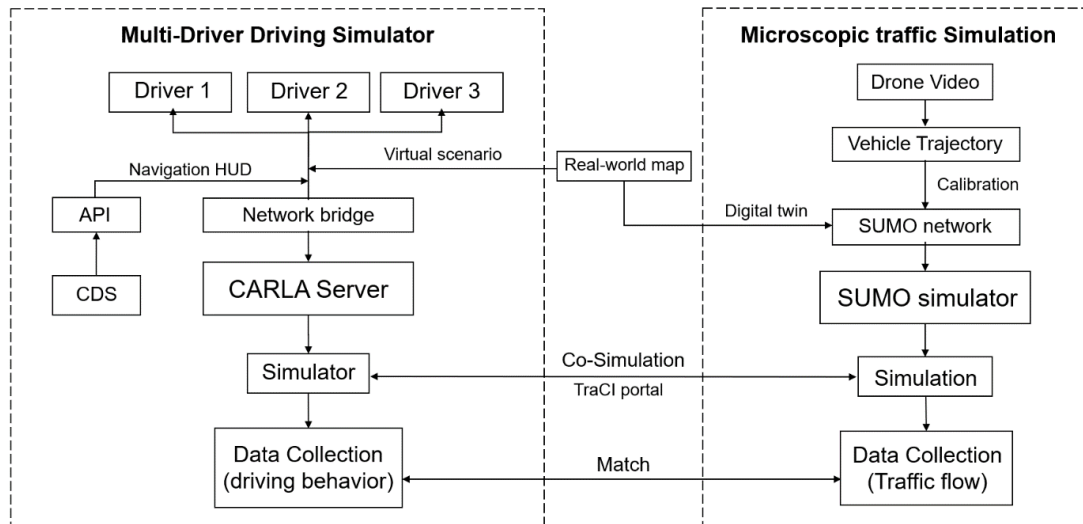 Multi-Driver Driving Simulator
Microscopic traffic Simulation
Driver 1
Driver 2
Driver 3
Drone Video
Vehicle Trajectory
Virtual scenario
Real-world map
Navigation HUD
Calibration
API
Network bridge
Digital twin
SUMO network
CDS
CARLA Server
SUMO simulator
Co-Simulation
Simulator
TraCI portal
Simulation
Data Collection
(driving behavior)
Match
Data Collection
(Traffic flow)